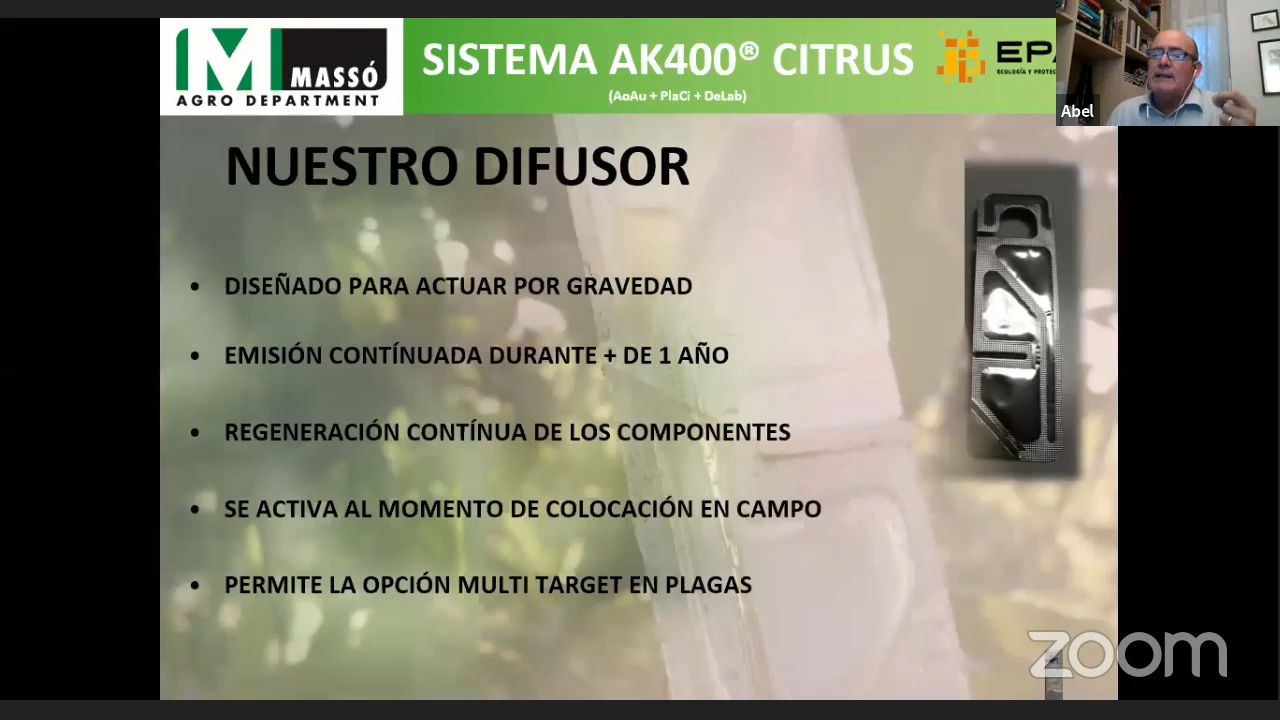 MASSÓ
AGRO DEPARTMENT
SISTEMA AK400® CITRUS
(AoAu + PlaCi + DeLab)
ECOLOGÍA Y
Abel
NUESTRO DIFUSOR
• DISEÑADO PARA ACTUAR POR GRAVEDAD
• EMISIÓN CONTÍNUADA DURANTE + DE 1 AÑO
• REGENERACIÓN CONTÍNUA DE LOS COMPONENTES
• SE ACTIVA AL MOMENTO DE COLOCACIÓN EN CAMPO
• PERMITE LA OPCIÓN MULTI TARGET EN PLAGAS
zoom